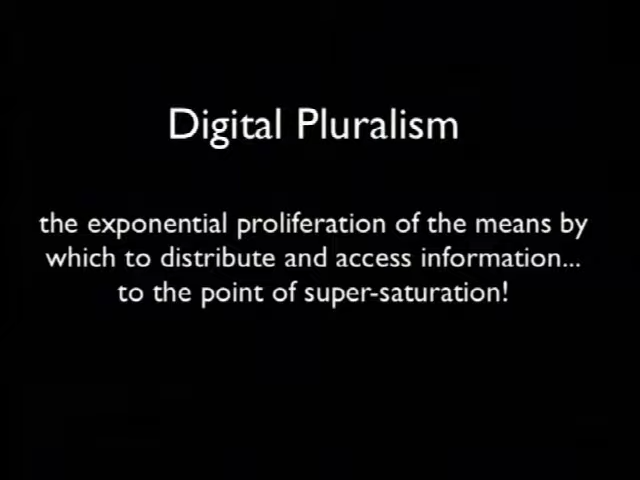 Digital Pluralism
the exponential proliferation of the means by
which to distribute and access information...
to the point of super-saturation!